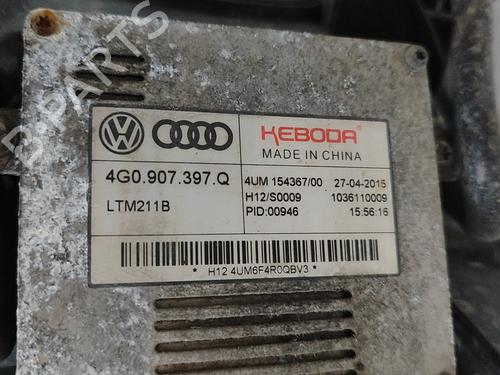 B-PARTS
KEBODA
MADE IN CHINA
4G0.907.397.Q
LTM211B
4UM 154367/00 27-04-2015
H12/S0009 1036110009
PID:00946 15:56:16
* H12 4UM6F4R0QBV3 *